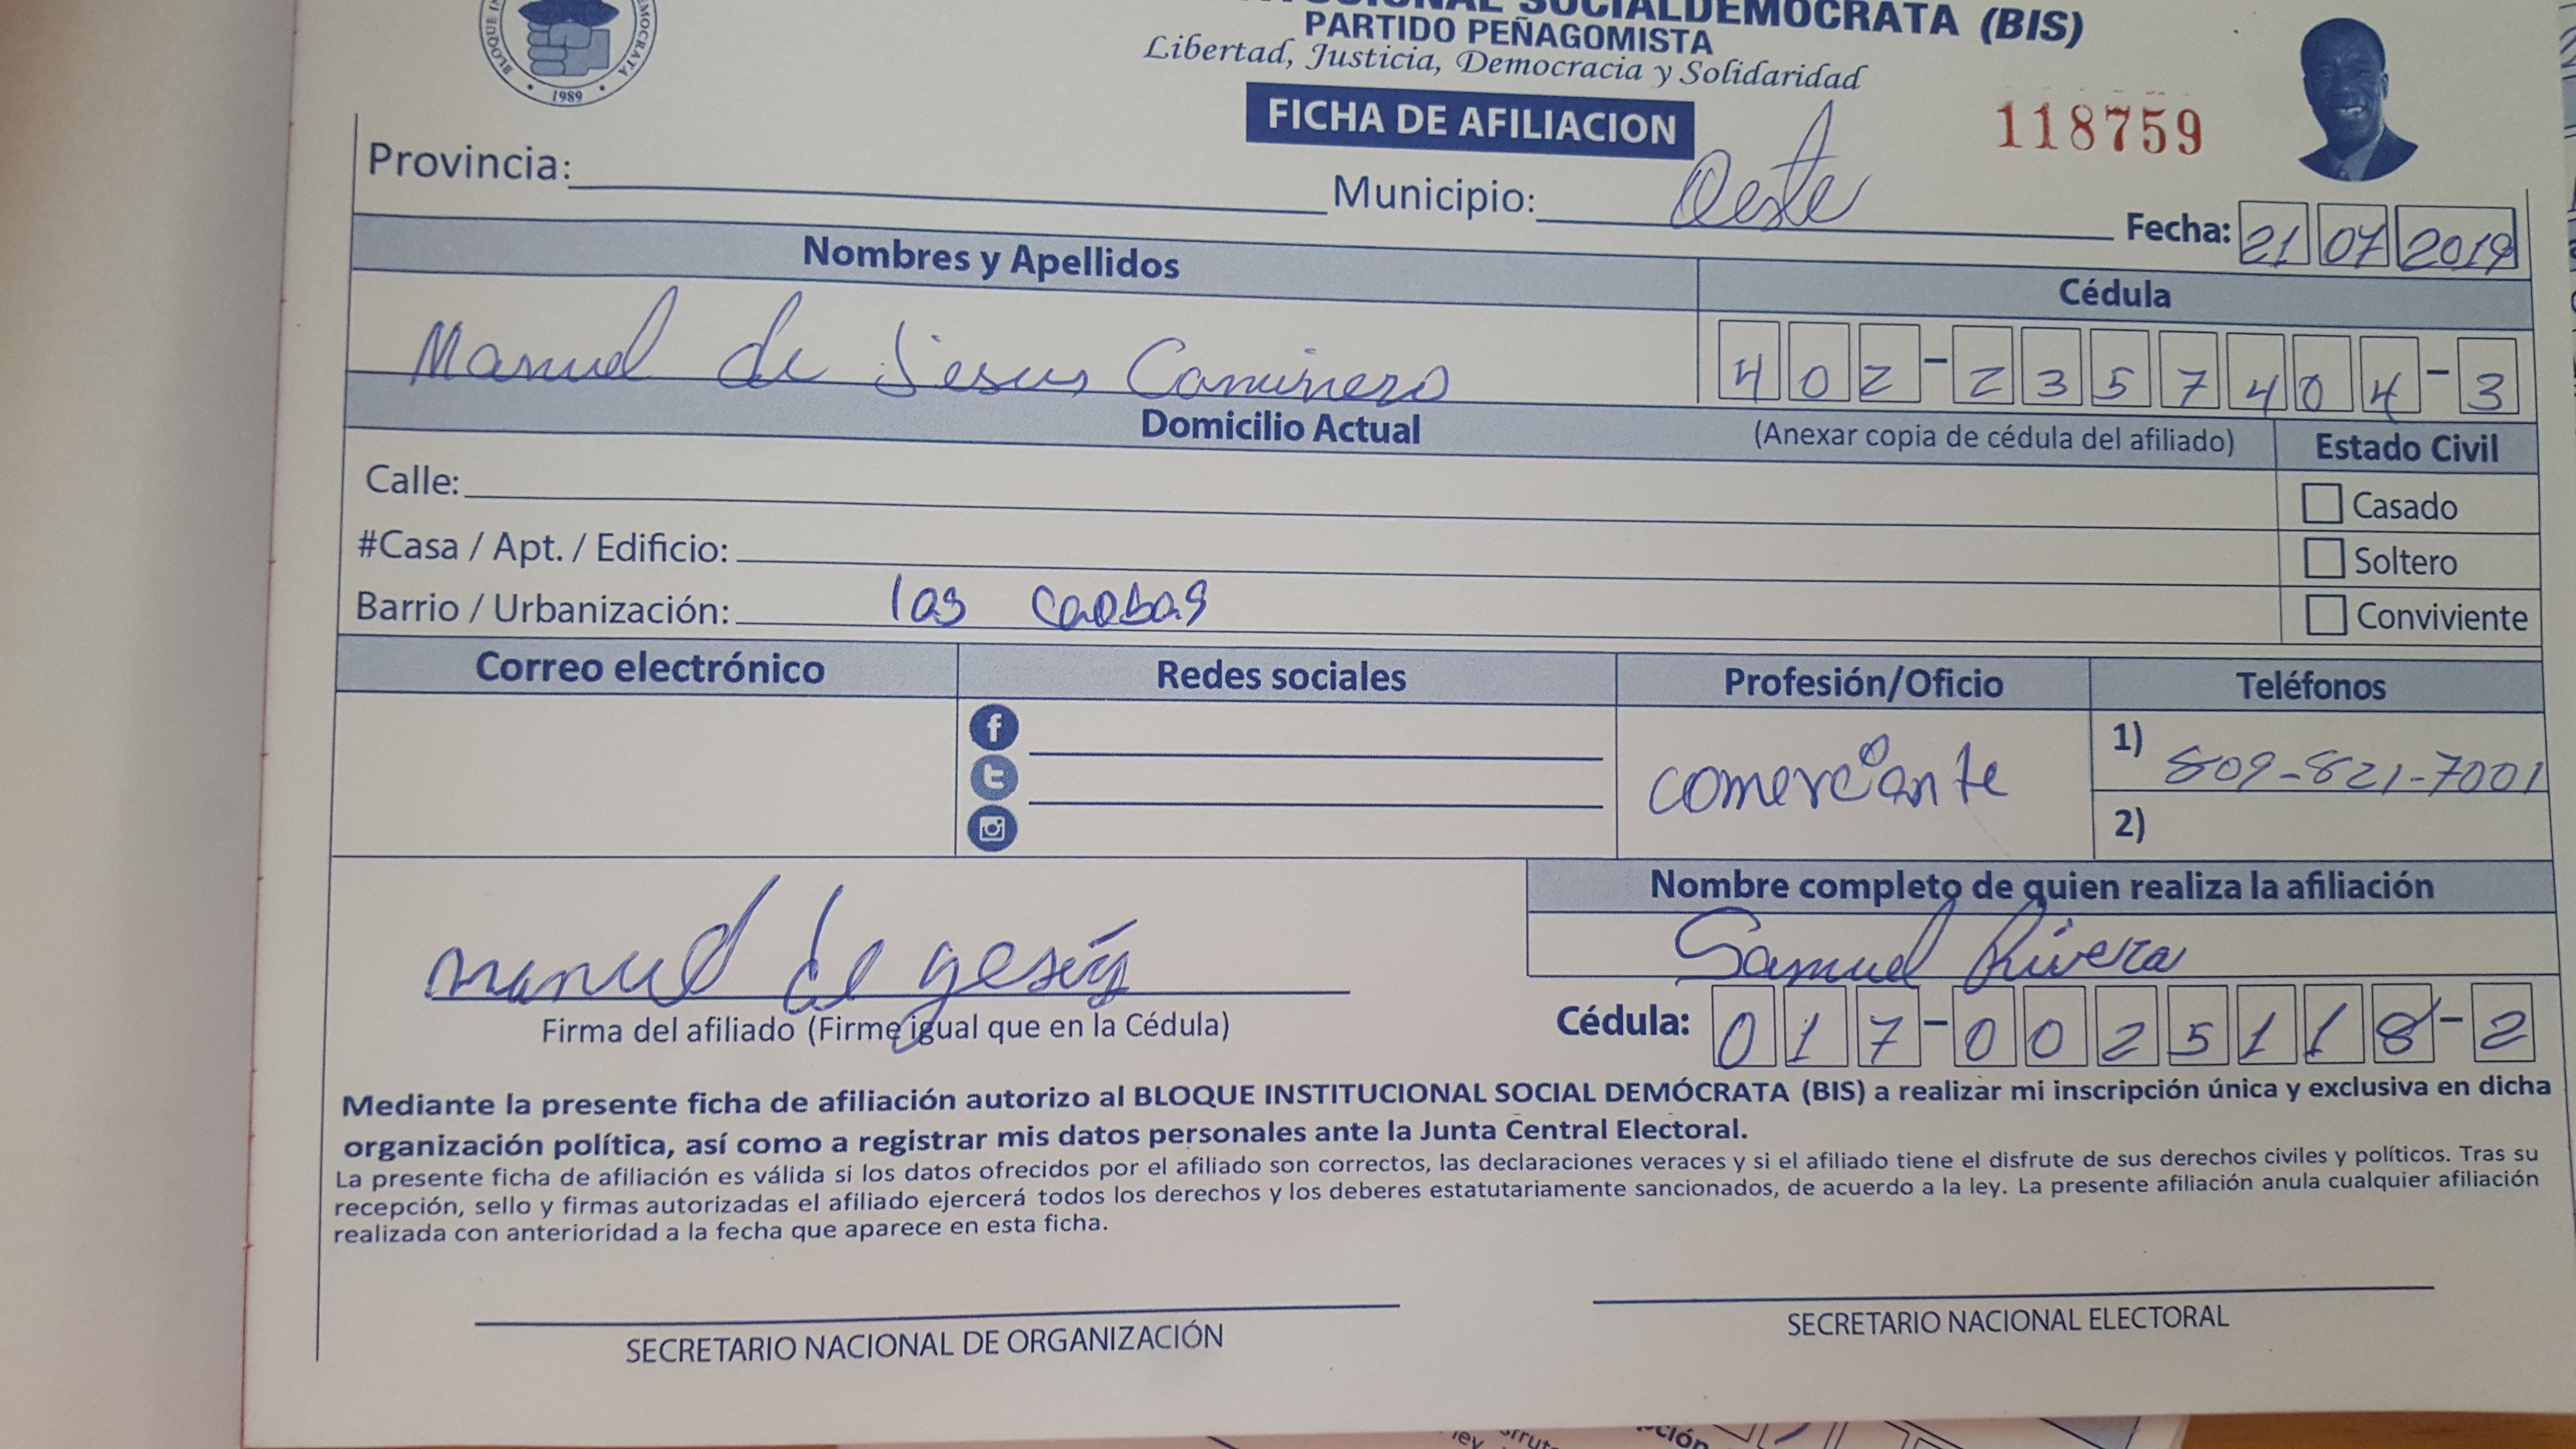 BLOQUE IN
MOCRATA
1989
SOCIALDEMOCRATA (BIS)
PARTIDO PEÑAGOMISTA
Libertad, Justicia, Democracia y Solidaridad
FICHA DE AFILIACION
118759
Provincia:
Municipio: Oeste
Fecha: 21 07 2019
Nombres y Apellidos
Cédula
Manuel de Jesus Caminero
402-2357404-3
Domicilio Actual
(Anexar copia de cédula del afiliado)
Estado Civil
Calle:
Casado
#Casa / Apt. / Edificio:
Soltero
Barrio / Urbanización: las caobas
Conviviente
Correo electrónico
Redes sociales
Profesión/Oficio
Teléfonos
comerciante
1) 809-821-7001
2)
Nombre completo de quien realiza la afiliación
Samuel Rivera
manuel de gesús
Firma del afiliado (Firme igual que en la Cédula)
Cédula: 017-0025118-2
Mediante la presente ficha de afiliación autorizo al BLOQUE INSTITUCIONAL SOCIAL DEMÓCRATA (BIS) a realizar mi inscripción única y exclusiva en dicha
organización política, así como a registrar mis datos personales ante la Junta Central Electoral.
La presente ficha de afiliación es válida si los datos ofrecidos por el afiliado son correctos, las declaraciones veraces y si el afiliado tiene el disfrute de sus derechos civiles y políticos. Tras su
recepción, sello y firmas autorizadas el afiliado ejercerá todos los derechos y los deberes estatutariamente sancionados, de acuerdo a la ley. La presente afiliación anula cualquier afiliación
realizada con anterioridad a la fecha que aparece en esta ficha.
SECRETARIO NACIONAL DE ORGANIZACIÓN
SECRETARIO NACIONAL ELECTORAL